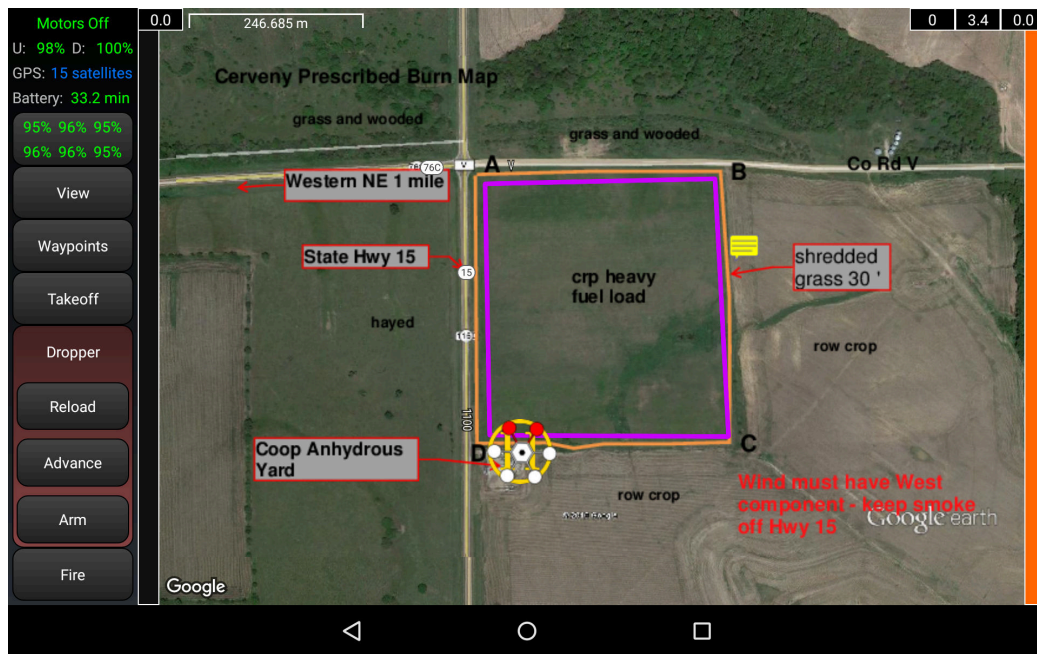 Motors Off
U: 98% D: 100%
GPS: 15 satellites
Battery: 33.2 min
95% 96% 95%
96% 96% 95%
View
Waypoints
Takeoff
Dropper
Reload
Advance
Arm
Fire
0.0
246.685 m
0 3.4 0.0
Cerveny Prescribed Burn Map
grass and wooded
grass and wooded
76C
V
A
V
B
Co Rd V
Western NE 1 mile
State Hwy 15
15
shredded
grass 30 '
crp heavy
fuel load
hayed
row crop
1100
Coop Anhydrous
Yard
D
C
row crop
Wind must have West
component - keep smoke
off Hwy 15
Google earth
Google